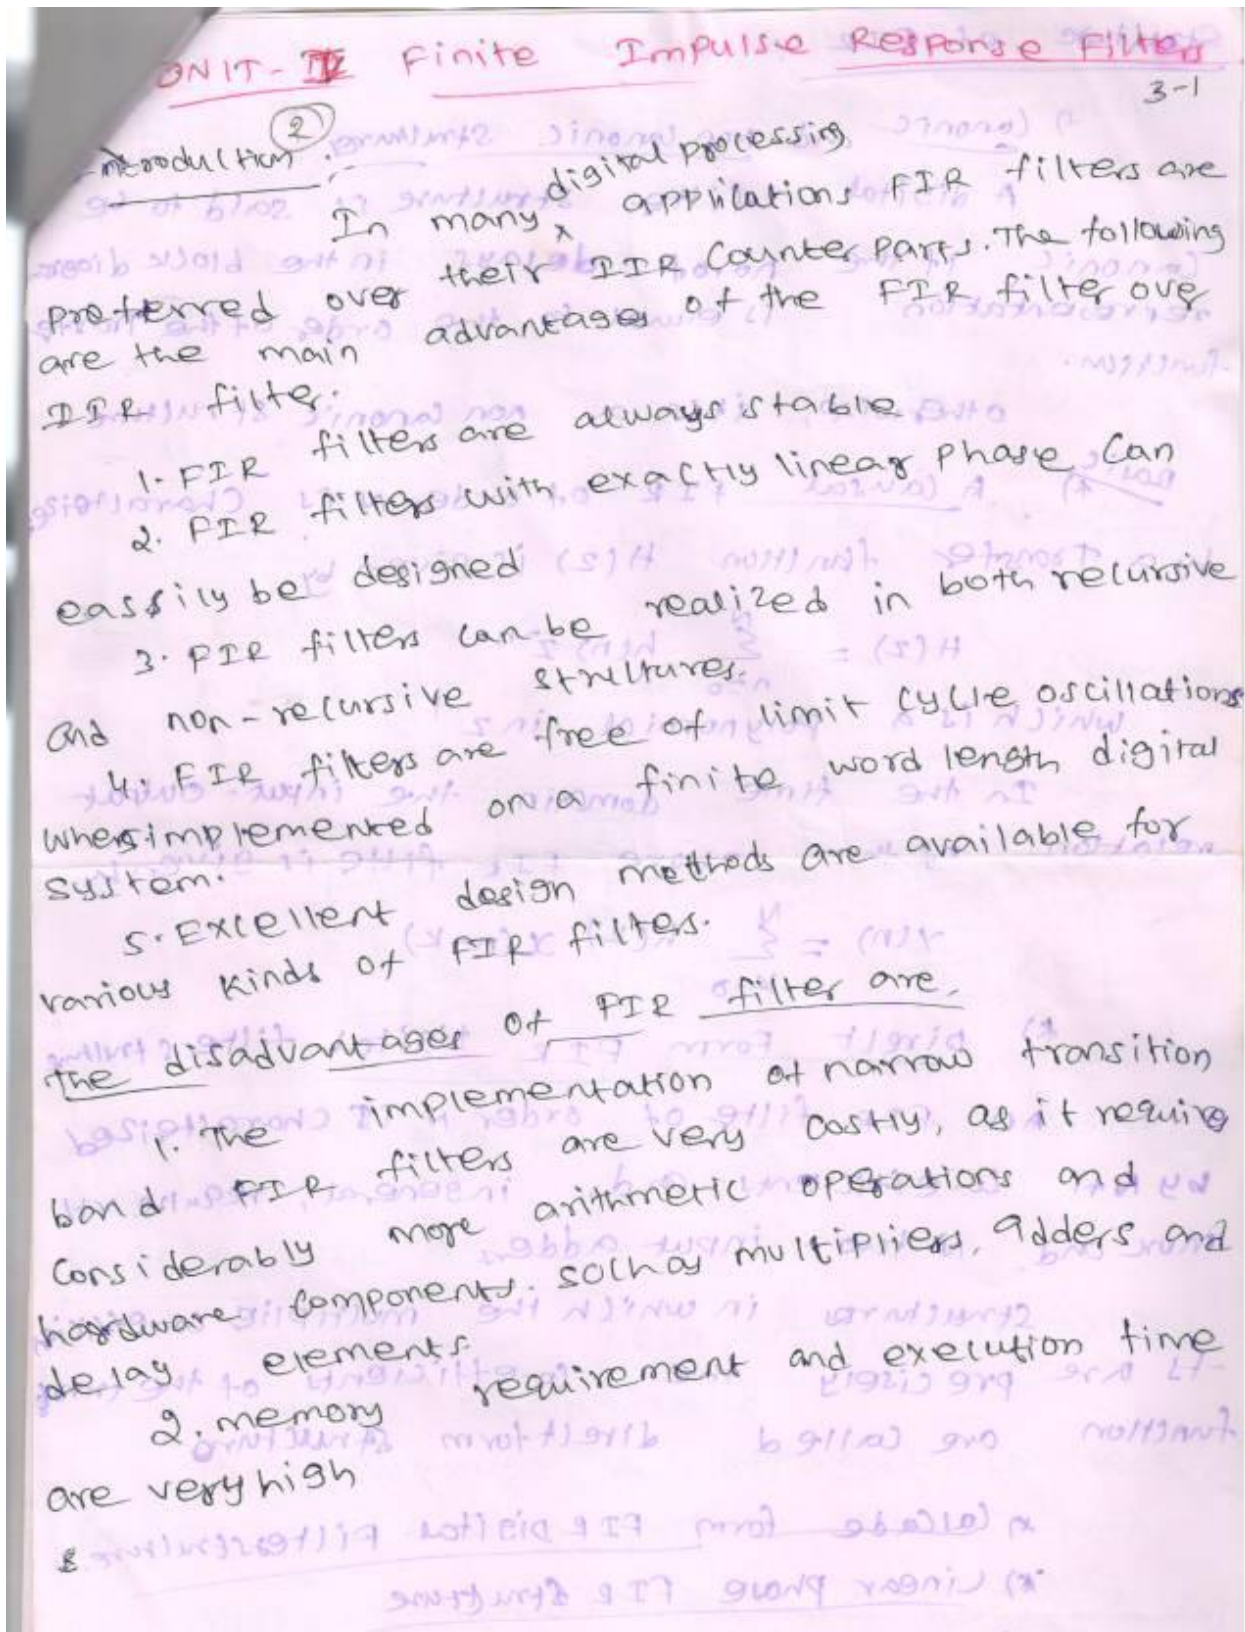 UNIT-II Finite Impulse Response Filters
3-1
2
Introduction :-
In many digital processing applications FIR filters are
preferred over their IIR Counter parts. The following
are the main advantages of the FIR filter over
IIR filter.
1. FIR filters are always stable
2. FIR filters with exactly linear phase can
eassily be designed
3. FIR filters can be realized in both recursive
and non-recursive structures.
4. FIR filters are free of limit cycle oscillations
when implemented on a finite word length digital
system.
5. Excellent design methods are available for
various kinds of FIR filters.
The disadvantages of FIR filter are.
1. The implementation of narrow transition
band FIR filters are very costly, as it require
Considerably more arithmetic operations and
hardware components. such as multipliers, adders and
delay elements.
2. memory requirement and execution time
are very high